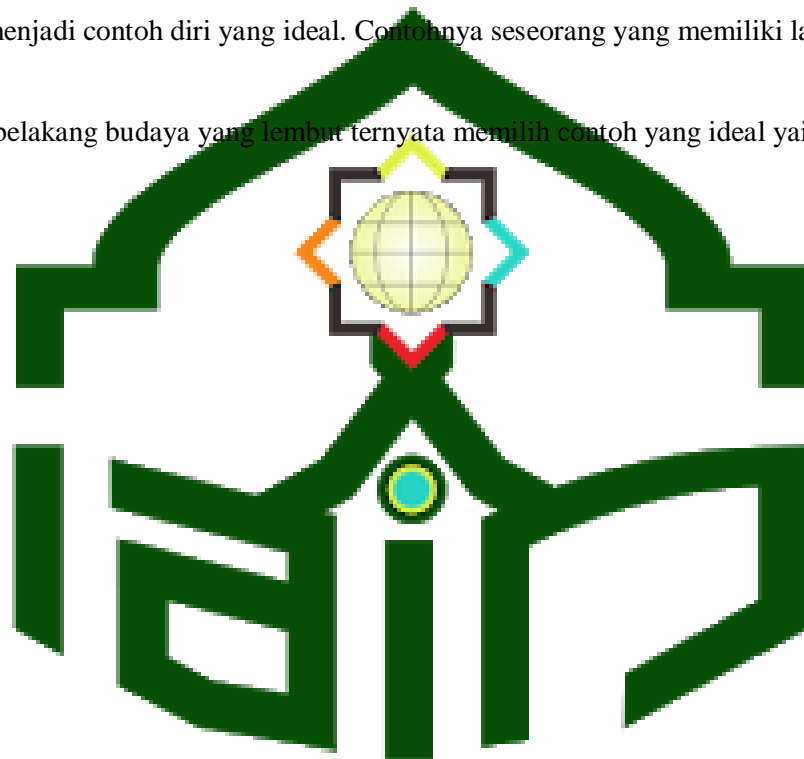 menjadi contoh diri yang ideal. Contohnya seseorang yang memiliki la
belakang budaya yang lembut ternyata memilih contoh yang ideal yai
iain